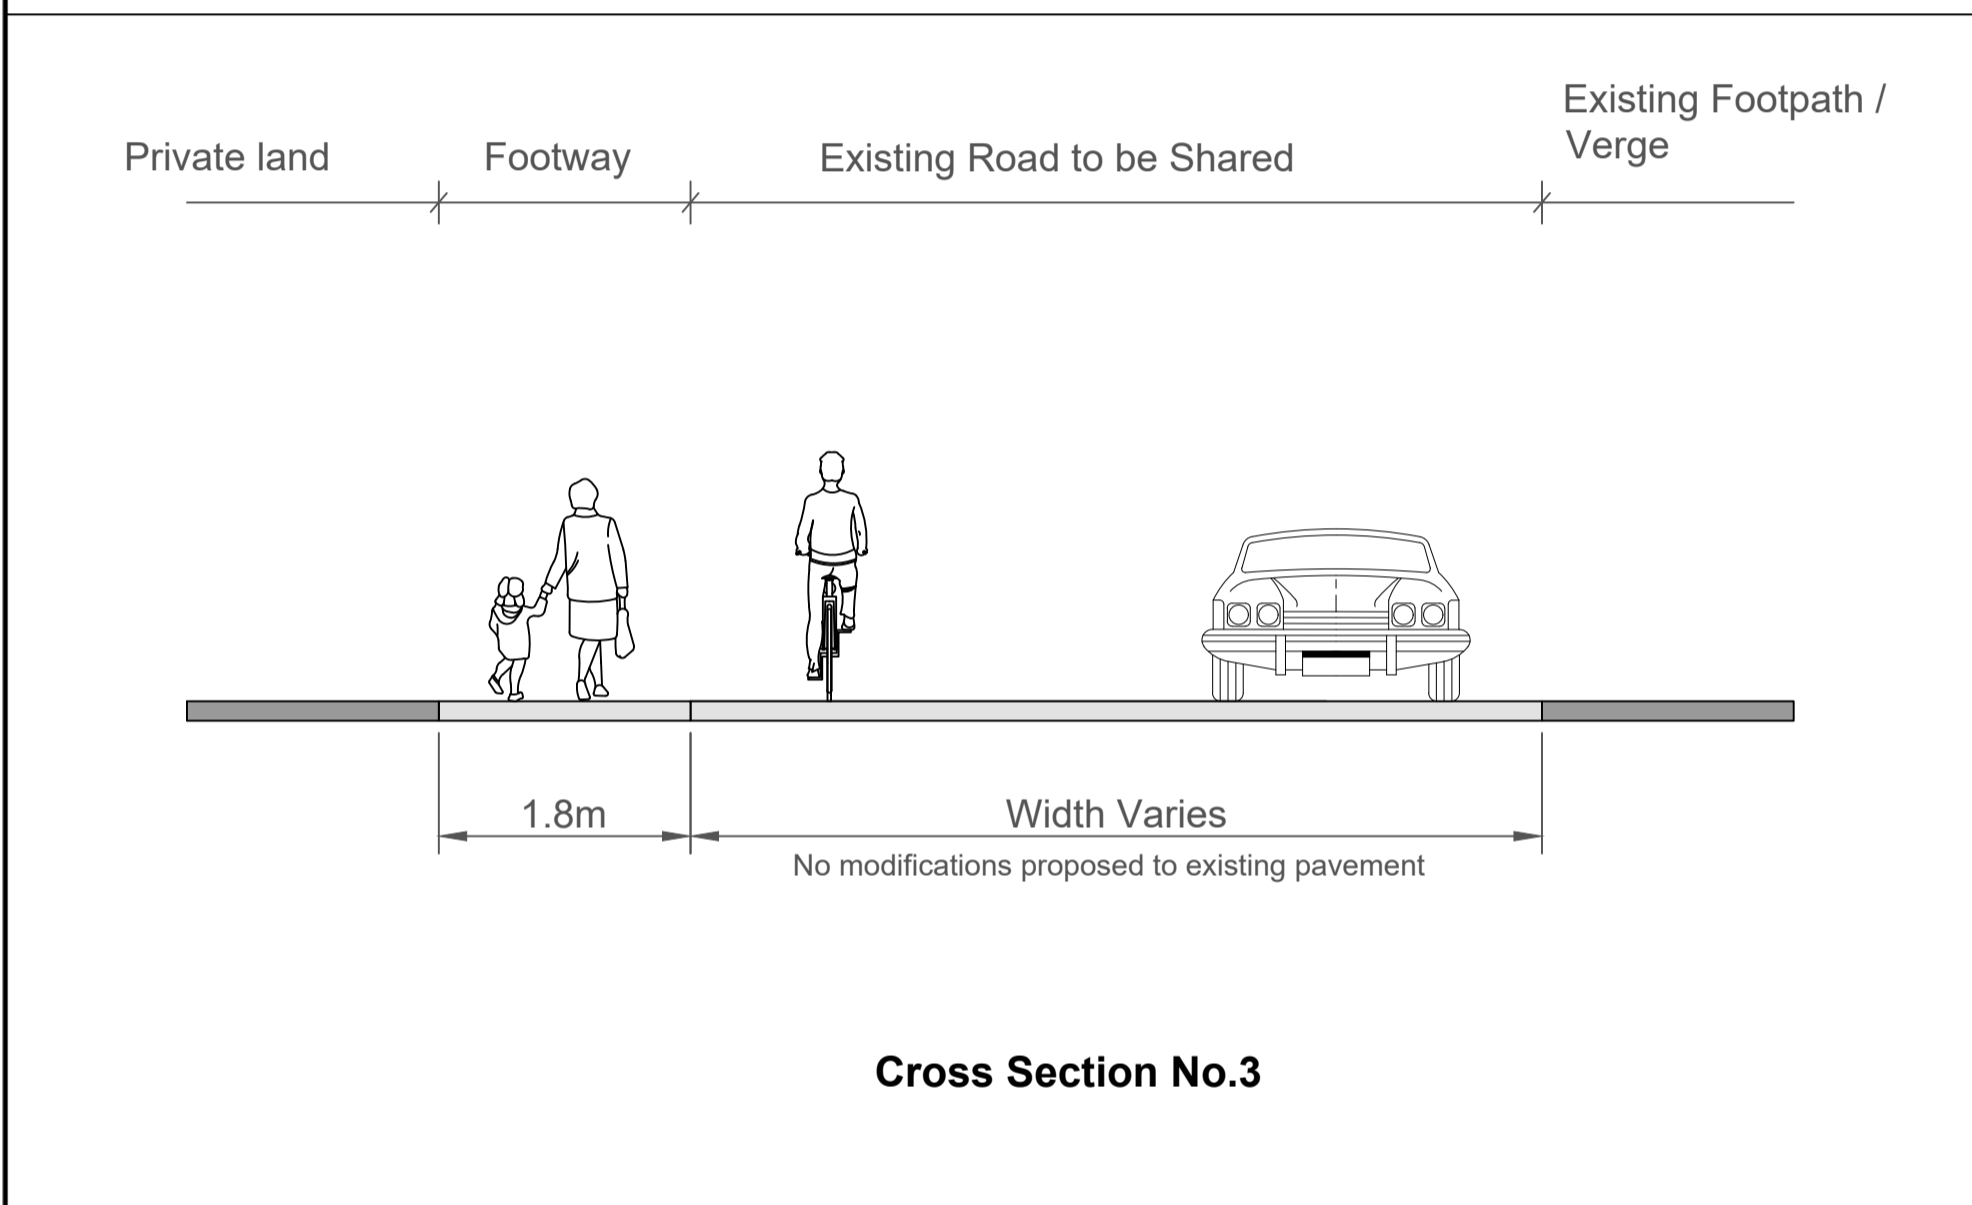 Private land
Footway
Existing Road to be Shared
Existing Footpath /
Verge
1.8m
Width Varies
No modifications proposed to existing pavement
Cross Section No.3